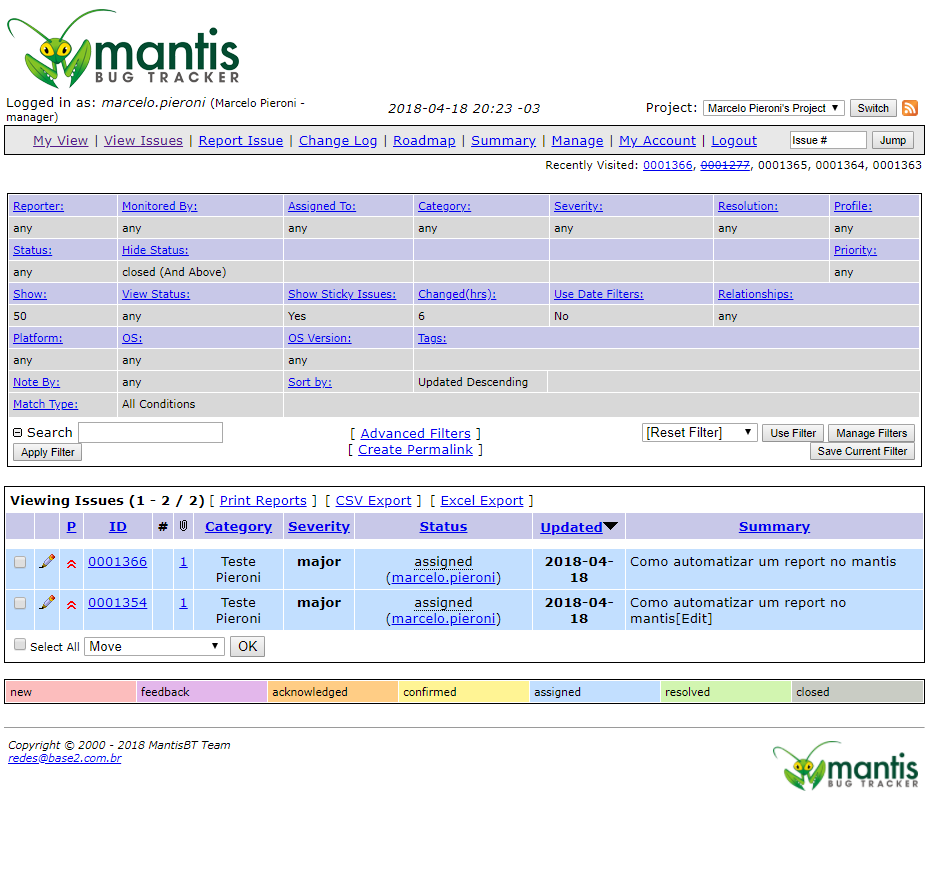 mantis
BUG TRACKER
Logged in as: marcelo.pieroni (Marcelo Pieroni - manager) 2018-04-18 20:23 -03 Project: Marcelo Pieroni's Project Switch
My View | View Issues | Report Issue | Change Log | Roadmap | Summary | Manage | My Account | Logout Issue # Jump
Recently Visited: 0001366, 0001277, 0001365, 0001364, 0001363
Reporter: Monitored By: Assigned To: Category: Severity: Resolution: Profile:
any any any any any any any
Status: Hide Status: Priority:
any closed (And Above) any
Show: View Status: Show Sticky Issues: Changed(hrs): Use Date Filters: Relationships:
50 any Yes 6 No any
Platform: OS: OS Version: Tags:
any any any
Note By: any Sort by: Updated Descending
Match Type: All Conditions
Search [ Advanced Filters ] [Reset Filter] Use Filter Manage Filters
Apply Filter [ Create Permalink ] Save Current Filter
Viewing Issues (1 - 2 / 2) [ Print Reports ] [ CSV Export ] [ Excel Export ]
P ID # Category Severity Status Updated Summary
0001366 1 Teste Pieroni major assigned (marcelo.pieroni) 2018-04-18 Como automatizar um report no mantis
0001354 1 Teste Pieroni major assigned (marcelo.pieroni) 2018-04-18 Como automatizar um report no mantis[Edit]
Select All Move OK
new feedback acknowledged confirmed assigned resolved closed
Copyright © 2000 - 2018 MantisBT Team
redes@base2.com.br
mantis
BUG TRACKER